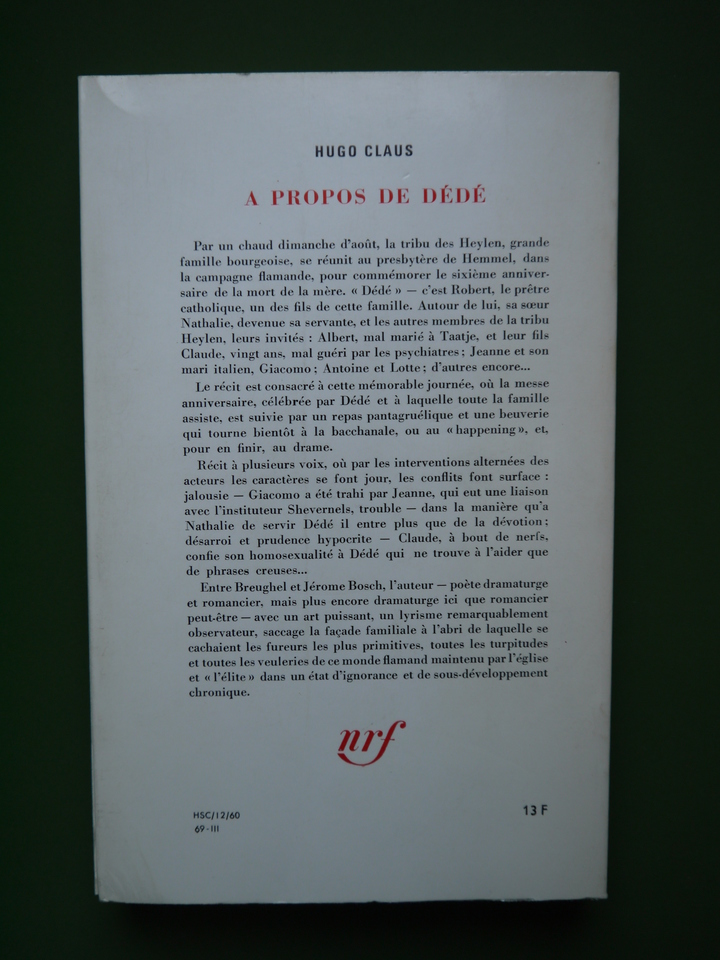 HUGO CLAUS
A PROPOS DE DÉDÉ
Par un chaud dimanche d'août, la tribu des Heylen, grande
famille bourgeoise, se réunit au presbytère de Hemmel, dans
la campagne flamande, pour commémorer le sixième anniver-
saire de la mort de la mère. « Dédé » — c'est Robert, le prêtre
catholique, un des fils de cette famille. Autour de lui, sa sœur
Nathalie, devenue sa servante, et les autres membres de la tribu
Heylen, leurs invités : Albert, mal marié à Taatje, et leur fils
Claude, vingt ans, mal guéri par les psychiatres ; Jeanne et son
mari italien, Giacomo ; Antoine et Lotte ; d'autres encore...
Le récit est consacré à cette mémorable journée, où la messe
anniversaire, célébrée par Dédé et à laquelle toute la famille
assiste, est suivie par un repas pantagruélique et une beuverie
qui tourne bientôt à la bacchanale, ou au « happening », et,
pour en finir, au drame.
Récit à plusieurs voix, où par les interventions alternées des
acteurs les caractères se font jour, les conflits font surface :
jalousie — Giacomo a été trahi par Jeanne, qui eut une liaison
avec l'instituteur Shevernels, trouble — dans la manière qu'a
Nathalie de servir Dédé il entre plus que de la dévotion ;
désarroi et prudence hypocrite — Claude, à bout de nerfs,
confie son homosexualité à Dédé qui ne trouve à l'aider que
de phrases creuses...
Entre Breughel et Jérome Bosch, l'auteur — poète dramaturge
et romancier, mais plus encore dramaturge ici que romancier
peut-être — avec un art puissant, un lyrisme remarquablement
observateur, saccage la façade familiale à l'abri de laquelle se
cachaient les fureurs les plus primitives, toutes les turpitudes
et toutes les veuleries de ce monde flamand maintenu par l'église
et « l'élite » dans un état d'ignorance et de sous-développement
chronique.
nrf
HSC/12/60
69-III
13 F